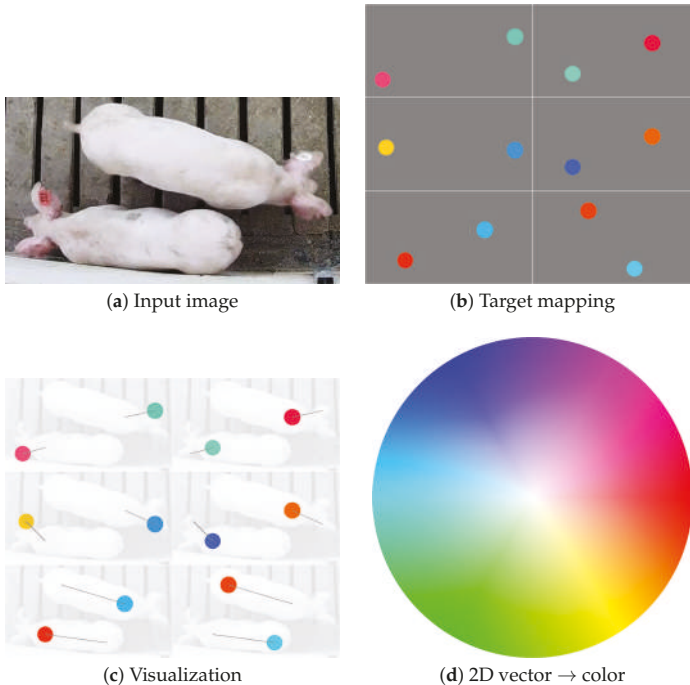 (a) Input image
(b) Target mapping
(c) Visualization
(d) 2D vector → color